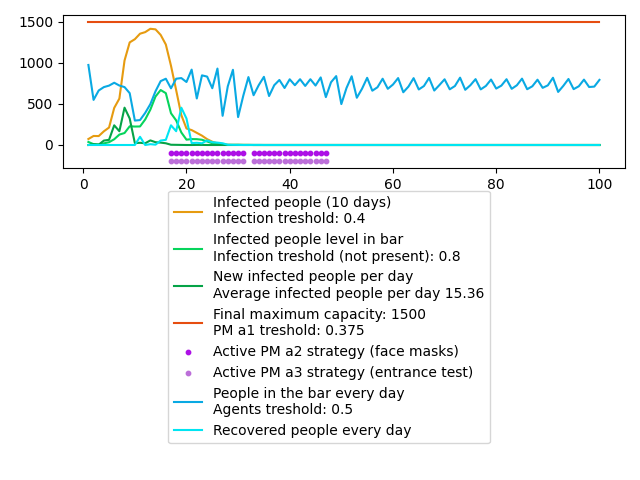 1500
1000
500
0
0
20
40
60
80
100
Infected people (10 days)
Infection treshold: 0.4
Infected people level in bar
Infection treshold (not present): 0.8
New infected people per day
Average infected people per day 15.36
Final maximum capacity: 1500
PM a1 treshold: 0.375
Active PM a2 strategy (face masks)
Active PM a3 strategy (entrance test)
People in the bar every day
Agents treshold: 0.5
Recovered people every day